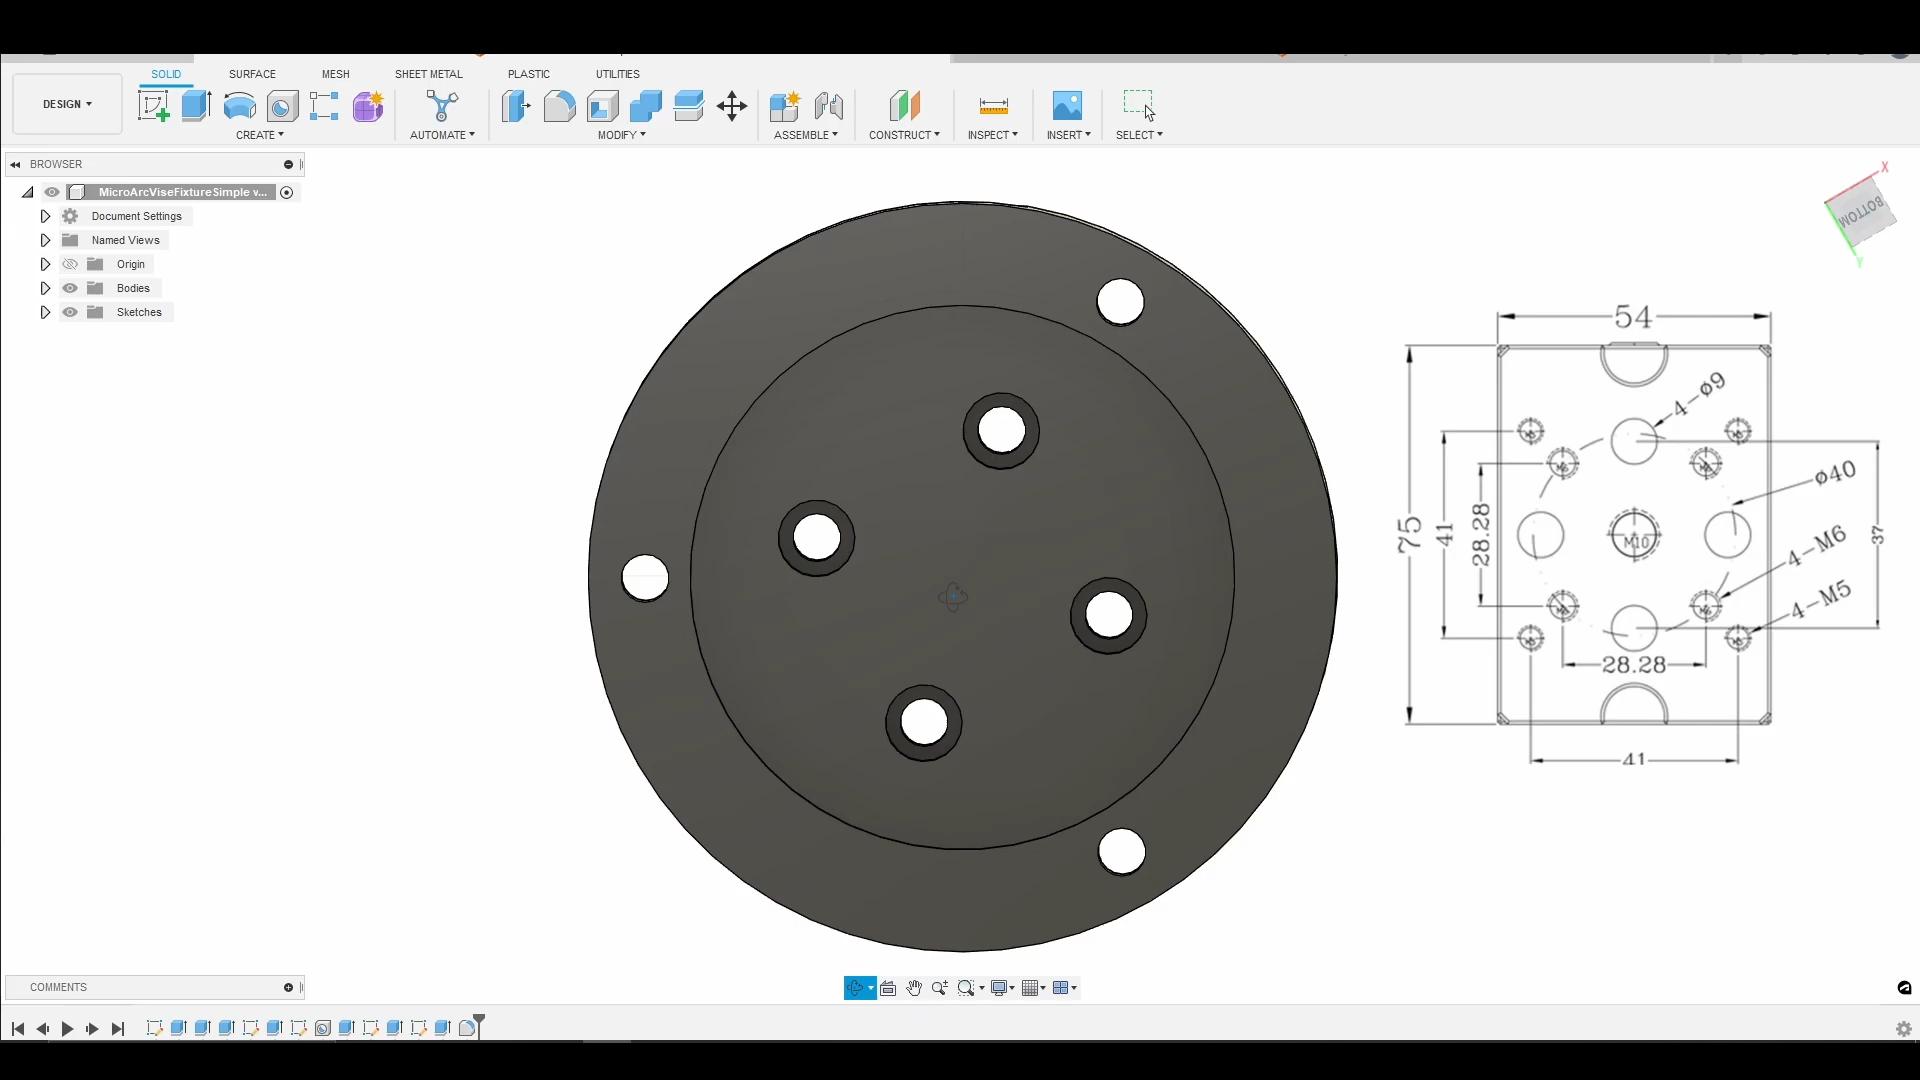 SOLID SURFACE MESH SHEET METAL PLASTIC UTILITIES
DESIGN
CREATE AUTOMATE MODIFY ASSEMBLE CONSTRUCT INSPECT INSERT SELECT
BROWSER
MicroArcViseFixtureSimple v...
Document Settings
Named Views
Origin
Bodies
Sketches
X
BOTTOM
Y
54
4-ø9
ø40
75
41
28.28
M10
37
4-M6
4-M5
28.28
41
COMMENTS